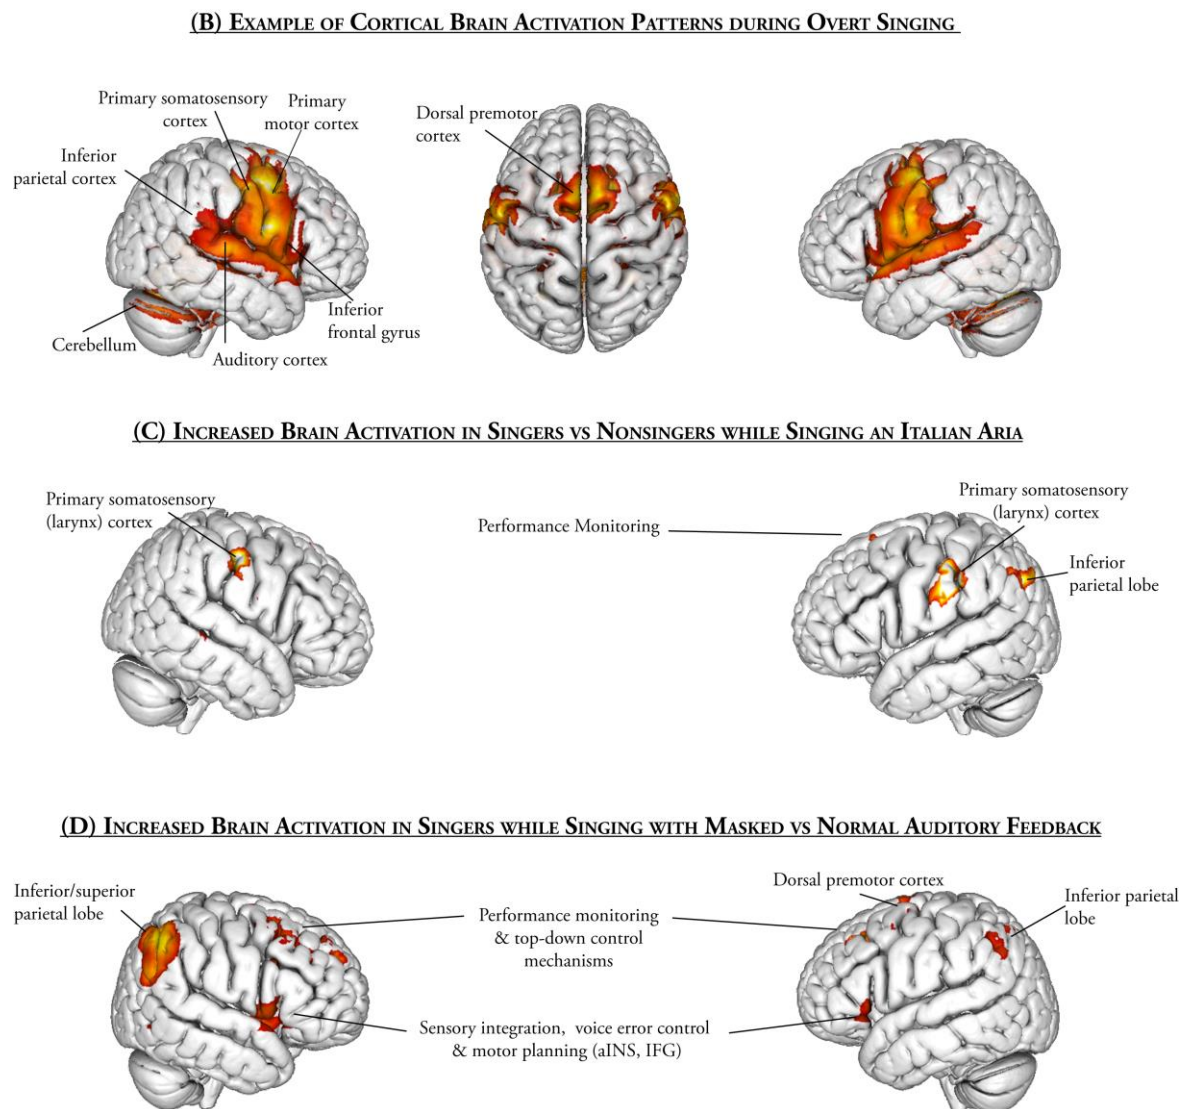 (B) Example of Cortical Brain Activation Patterns during Overt Singing
Primary somatosensory
cortex
Primary
motor cortex
Inferior
parietal cortex
Dorsal premotor
cortex
Inferior
frontal gyrus
Cerebellum
Auditory cortex
(C) Increased Brain Activation in Singers vs Nonsingers while Singing an Italian Aria
Primary somatosensory
(larynx) cortex
Performance Monitoring
Primary somatosensory
(larynx) cortex
Inferior
parietal lobe
(D) Increased Brain Activation in Singers while Singing with Masked vs Normal Auditory Feedback
Inferior/superior
parietal lobe
Performance monitoring
& top-down control
mechanisms
Dorsal premotor cortex
Inferior parietal
lobe
Sensory integration, voice error control
& motor planning (aINS, IFG)